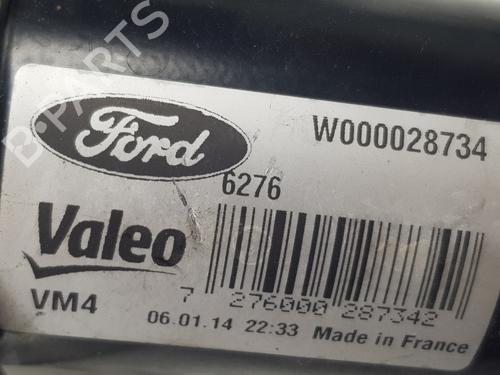 B-PARTS
Ford
W000028734
6276
Valeo
7 276000 287342
VM4
06.01.14 22:33 Made in France